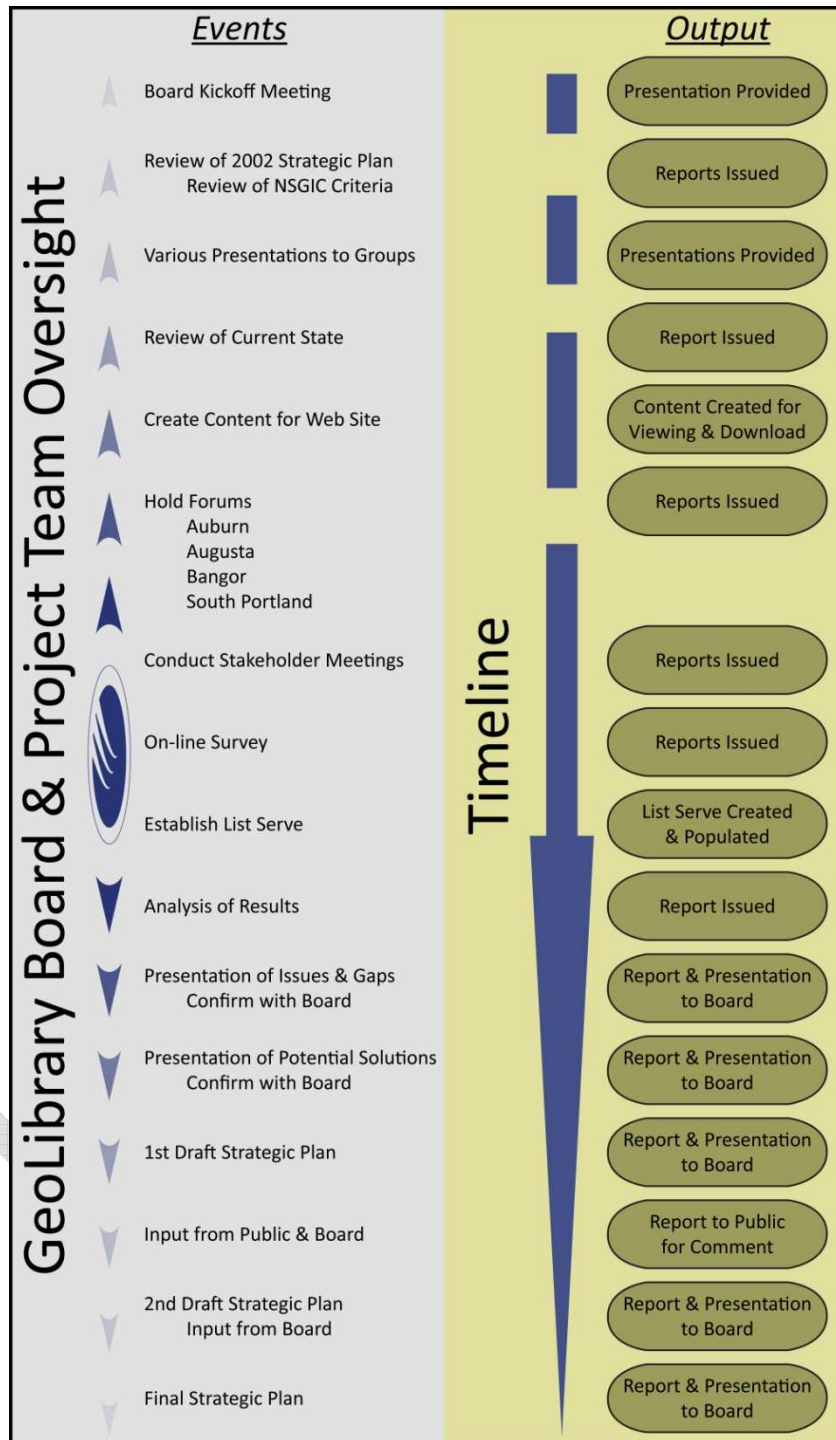 Events
Output
GeoLibrary Board & Project Team Oversight
Timeline
Board Kickoff Meeting
Presentation Provided
Review of 2002 Strategic Plan
Review of NSGIC Criteria
Reports Issued
Various Presentations to Groups
Presentations Provided
Review of Current State
Report Issued
Create Content for Web Site
Content Created for
Viewing & Download
Hold Forums
Auburn
Augusta
Bangor
South Portland
Reports Issued
Conduct Stakeholder Meetings
Reports Issued
On-line Survey
Reports Issued
Establish List Serve
List Serve Created
& Populated
Analysis of Results
Report Issued
Presentation of Issues & Gaps
Confirm with Board
Report & Presentation
to Board
Presentation of Potential Solutions
Confirm with Board
Report & Presentation
to Board
1st Draft Strategic Plan
Report & Presentation
to Board
Input from Public & Board
Report to Public
for Comment
2nd Draft Strategic Plan
Input from Board
Report & Presentation
to Board
Final Strategic Plan
Report & Presentation
to Board